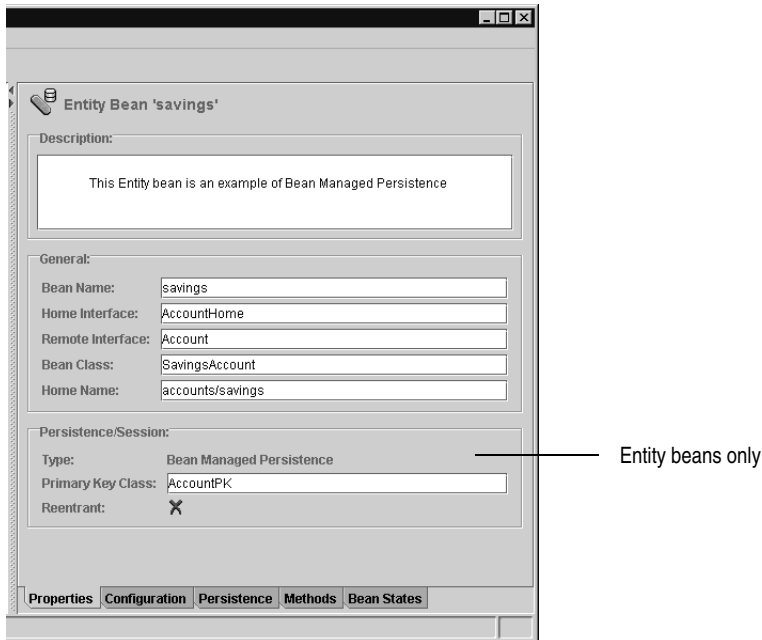 Entity Bean 'savings'
Description:
This Entity bean is an example of Bean Managed Persistence
General:
Bean Name: savings
Home Interface: AccountHome
Remote Interface: Account
Bean Class: SavingsAccount
Home Name: accounts/savings
Persistence/Session:
Type: Bean Managed Persistence
Entity beans only
Primary Key Class: AccountPK
Reentrant:
Properties Configuration Persistence Methods Bean States